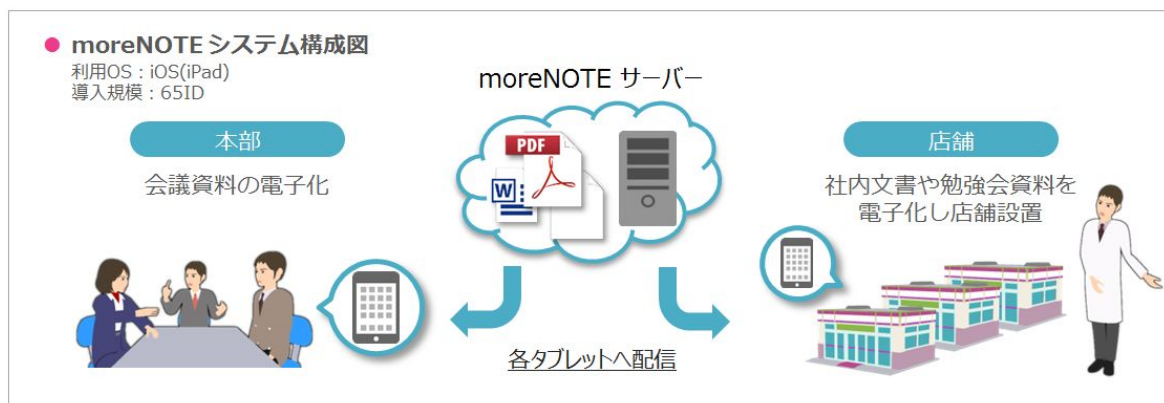 moreNOTE システム構成図
利用OS：iOS(iPad)
導入規模：65ID
moreNOTE サーバー
本部
会議資料の電子化
PDF
W
店舗
社内文書や勉強会資料を
電子化し店舗設置
各タブレットへ配信